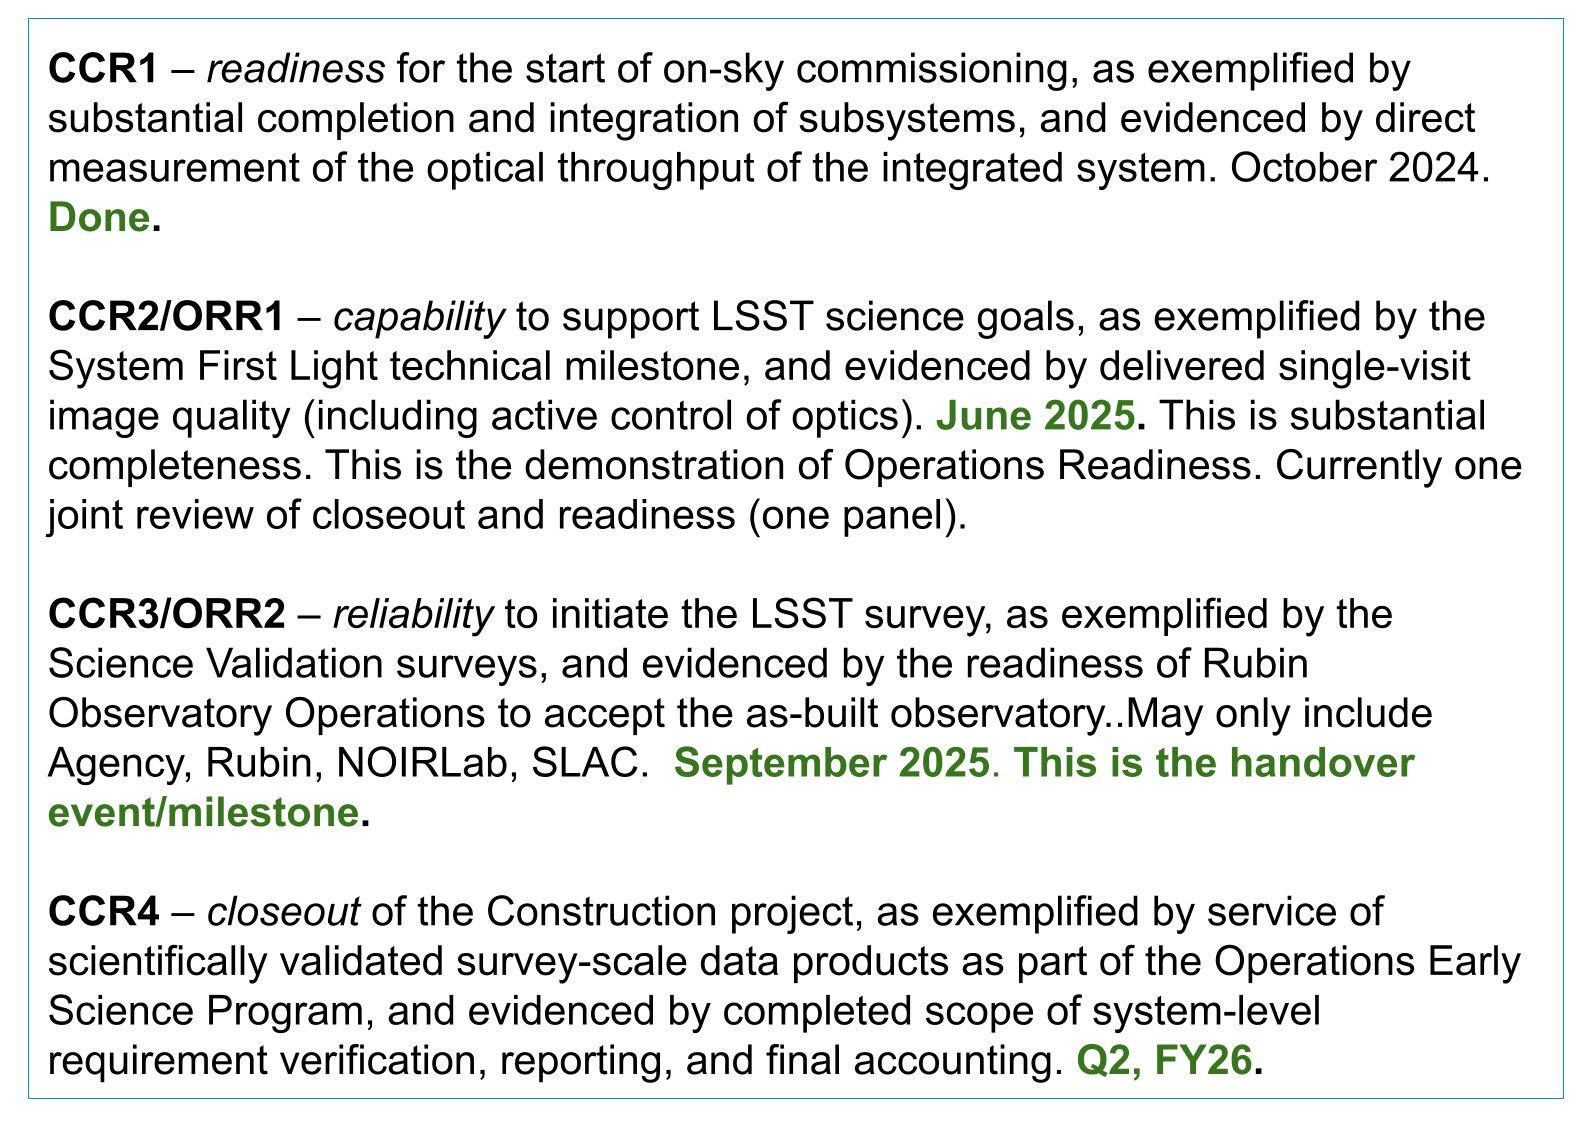 CCR1 – readiness for the start of on-sky commissioning, as exemplified by
substantial completion and integration of subsystems, and evidenced by direct
measurement of the optical throughput of the integrated system. October 2024.
Done.
CCR2/ORR1 – capability to support LSST science goals, as exemplified by the
System First Light technical milestone, and evidenced by delivered single-visit
image quality (including active control of optics). June 2025. This is substantial
completeness. This is the demonstration of Operations Readiness. Currently one
joint review of closeout and readiness (one panel).
CCR3/ORR2 – reliability to initiate the LSST survey, as exemplified by the
Science Validation surveys, and evidenced by the readiness of Rubin
Observatory Operations to accept the as-built observatory..May only include
Agency, Rubin, NOIRLab, SLAC.  September 2025. This is the handover
event/milestone.
CCR4 – closeout of the Construction project, as exemplified by service of
scientifically validated survey-scale data products as part of the Operations Early
Science Program, and evidenced by completed scope of system-level
requirement verification, reporting, and final accounting. Q2, FY26.